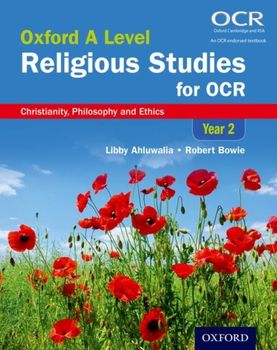 OCR
Oxford Cambridge and RSA
An OCR endorsed textbook
Oxford A Level
Religious Studies
for OCR
Christianity, Philosophy and Ethics
Year 2
Libby Ahluwalia • Robert Bowie
OXFORD